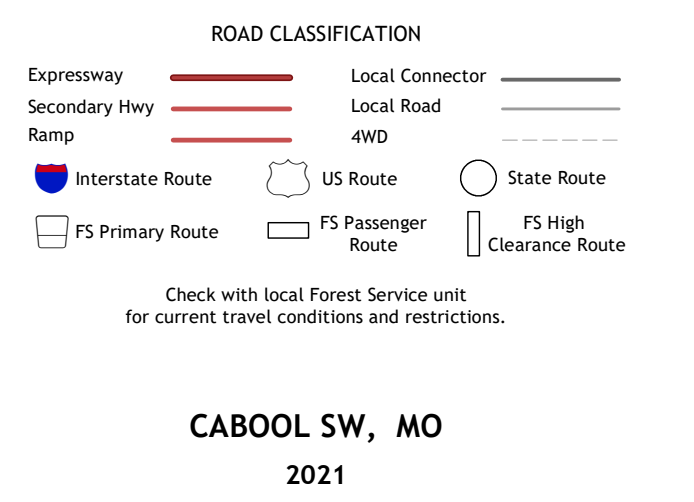 ROAD CLASSIFICATION
Expressway
Local Connector
Secondary Hwy
Local Road
Ramp
4WD
Interstate Route
US Route
State Route
FS Primary Route
FS Passenger
Route
FS High
Clearance Route
Check with local Forest Service unit
for current travel conditions and restrictions.
CABOOL SW, MO
2021